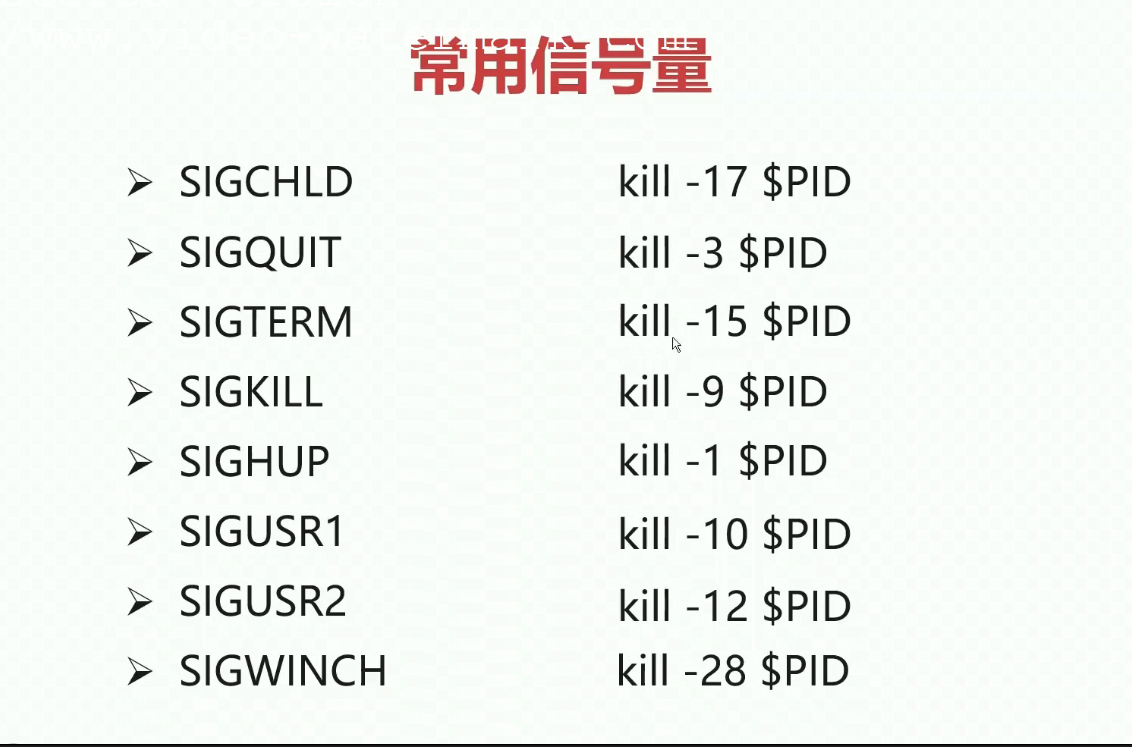 常用信号量
SIGCHLD kill -17 $PID
SIGQUIT kill -3 $PID
SIGTERM kill -15 $PID
SIGKILL kill -9 $PID
SIGHUP kill -1 $PID
SIGUSR1 kill -10 $PID
SIGUSR2 kill -12 $PID
SIGWINCH kill -28 $PID